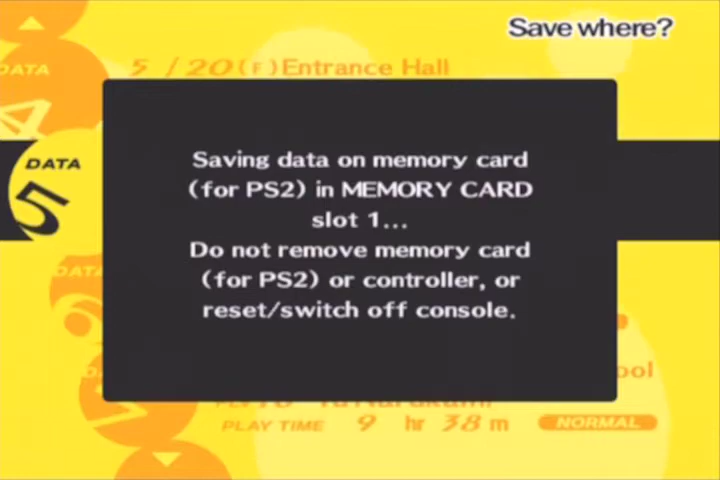 Save where?
DATA
5/20(F)Entrance Hall
DATA
5
Saving data on memory card
(for PS2) in MEMORY CARD
slot 1...
Do not remove memory card
(for PS2) or controller, or
reset/switch off console.
DATA
ool
PLAY TIME 9 hr 38 m NORMAL